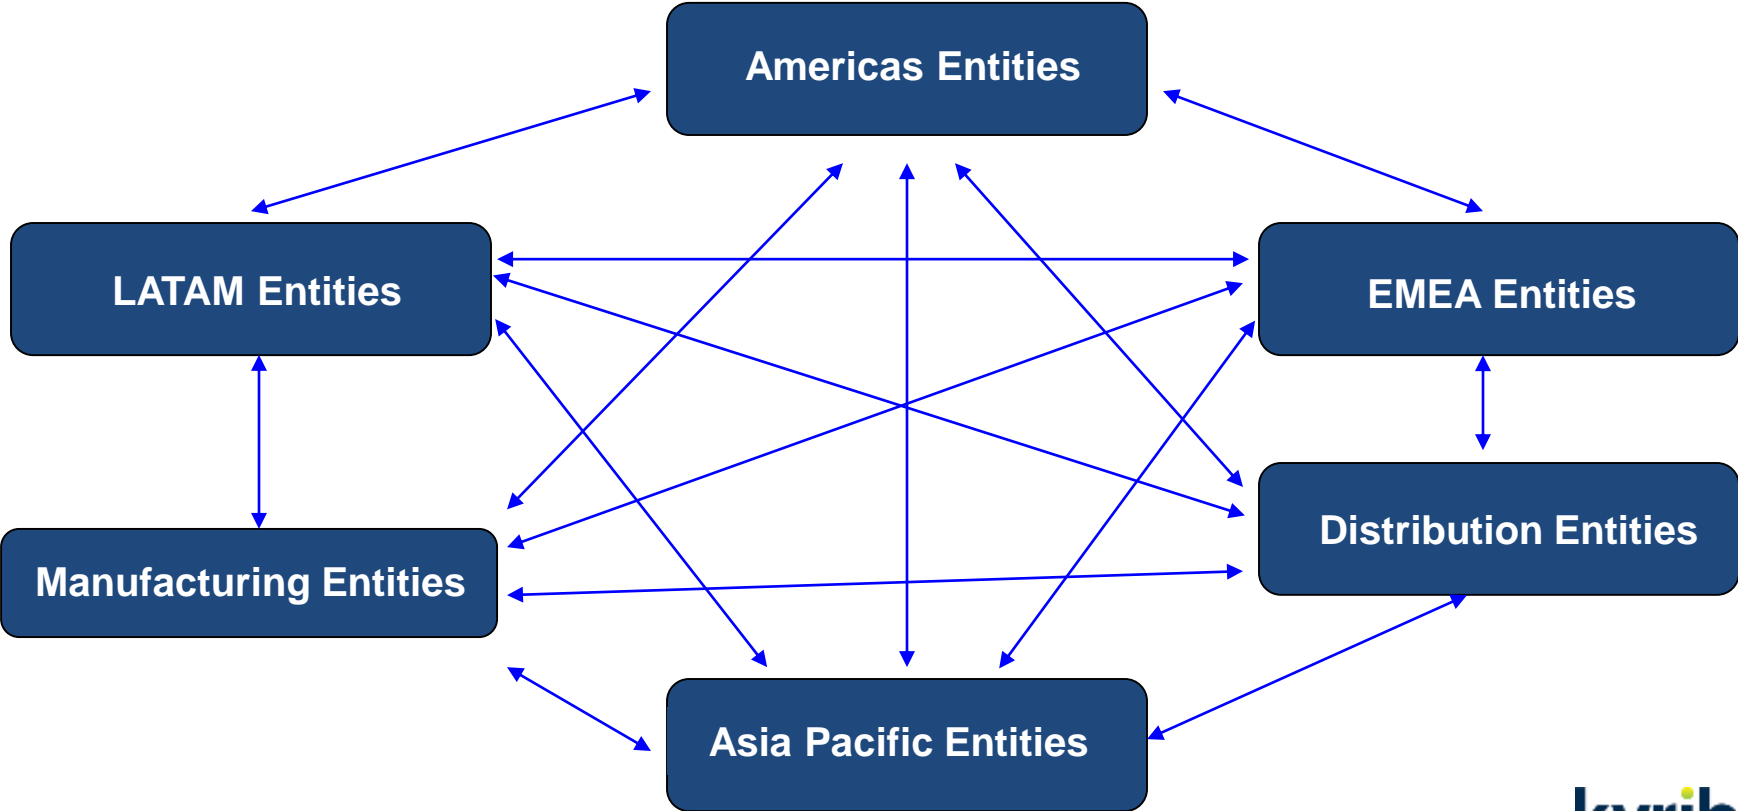 Americas Entities
LATAM Entities
EMEA Entities
Distribution Entities
Manufacturing Entities
Asia Pacific Entities